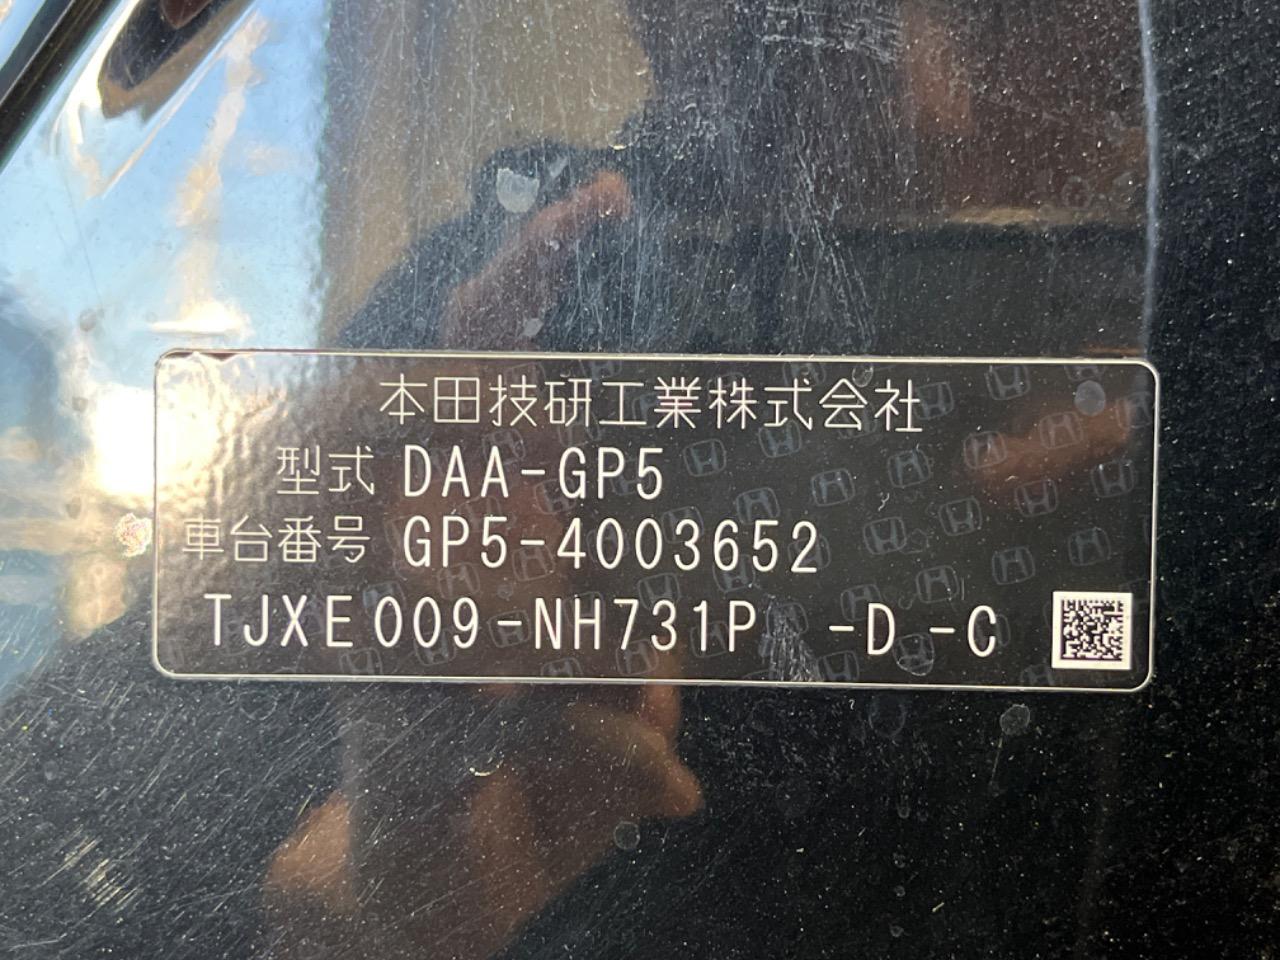 本田技研工業株式会社
型式 DAA-GP5
車台番号 GP5-4003652
TJXE009-NH731P -D -C